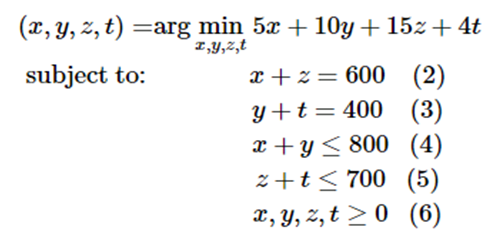 (x, y, z, t) =arg min 5x + 10y + 15z + 4t
x,y,z,t
subject to: x + z = 600 (2)
y + t = 400 (3)
x + y ≤ 800 (4)
z + t ≤ 700 (5)
x, y, z, t ≥ 0 (6)